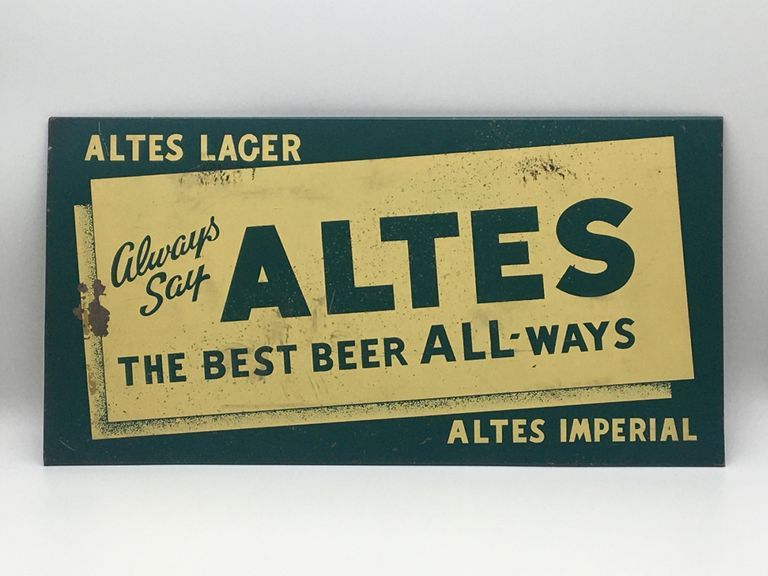 ALTES LAGER
Always
Say
ALTES
THE BEST BEER ALL-WAYS
ALTES IMPERIAL